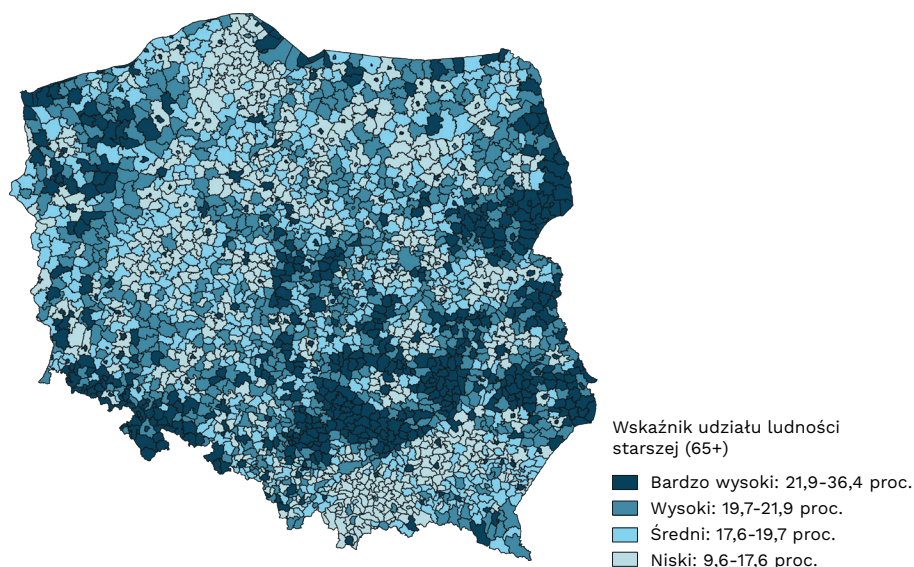 Wskaźnik udziału ludności
starszej (65+)
Bardzo wysoki: 21,9-36,4 proc.
Wysoki: 19,7-21,9 proc.
Średni: 17,6-19,7 proc.
Niski: 9,6-17,6 proc.